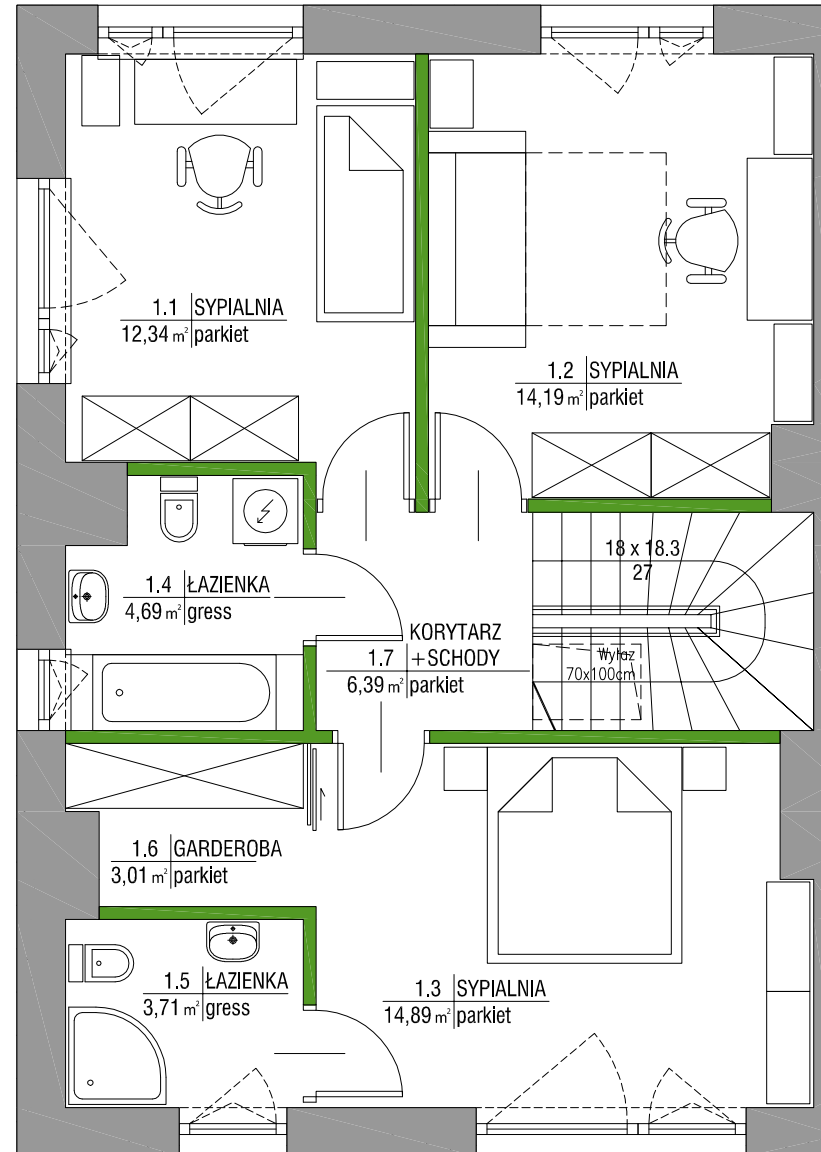 1.1 SYPIALNIA
12,34 m² parkiet
1.2 SYPIALNIA
14,19 m² parkiet
18 x 18.3
27
1.4 ŁAZIENKA
4,69 m² gress
KORYTARZ
1.7 +SCHODY
6,39 m² parkiet
Wyłaz
70x100cm
1.6 GARDEROBA
3,01 m² parkiet
1.5 ŁAZIENKA
3,71 m² gress
1.3 SYPIALNIA
14,89 m² parkiet